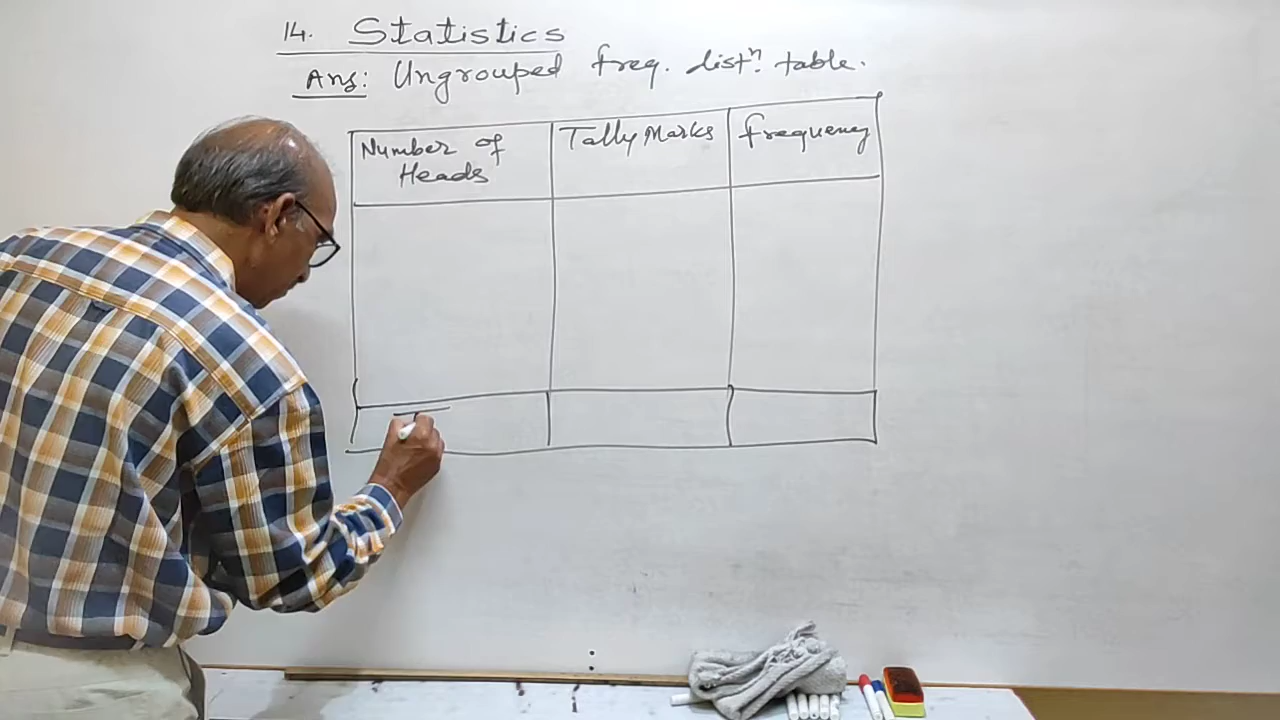 14. Statistics
Ans: Ungrouped freq. distⁿ. table.
Number of Heads
Tally Marks
frequency